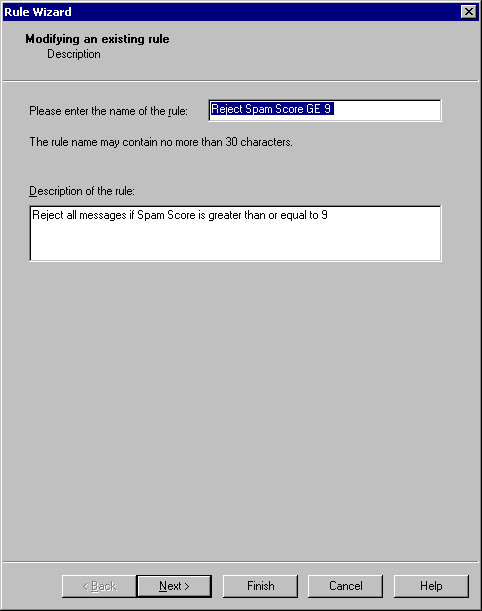 Rule Wizard
Modifying an existing rule
Description
Please enter the name of the rule: Reject Spam Score GE 9
The rule name may contain no more than 30 characters.
Description of the rule:
Reject all messages if Spam Score is greater than or equal to 9
< Back Next > Finish Cancel Help